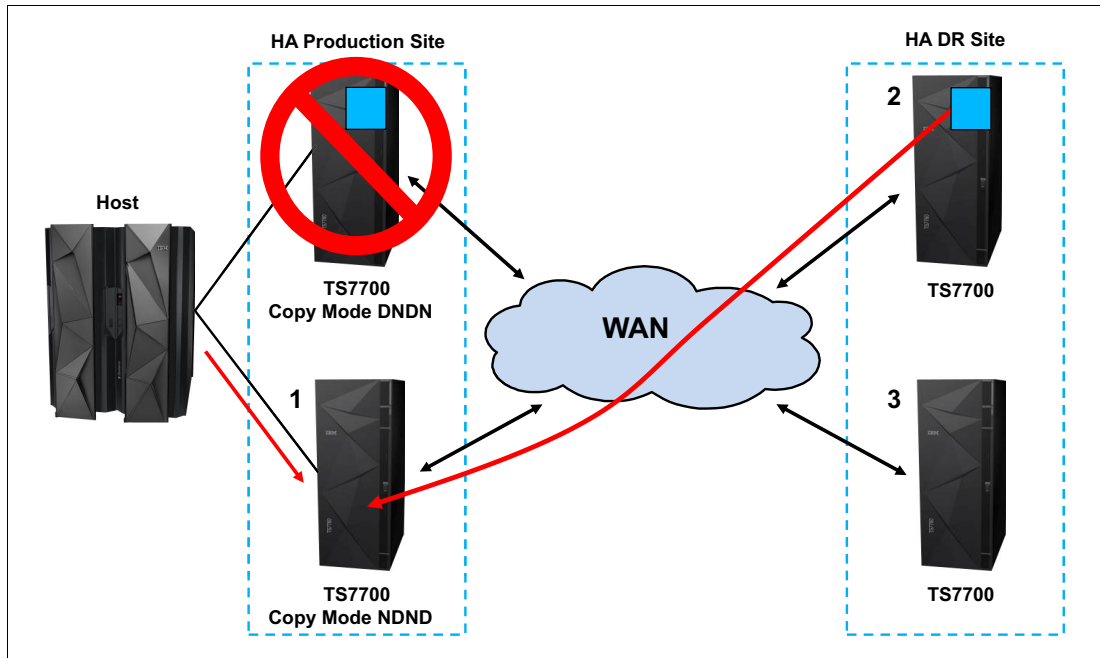 HA Production Site
HA DR Site
2
Host
TS7700
Copy Mode DNDN
TS7700
WAN
1
3
TS7700
Copy Mode NDND
TS7700